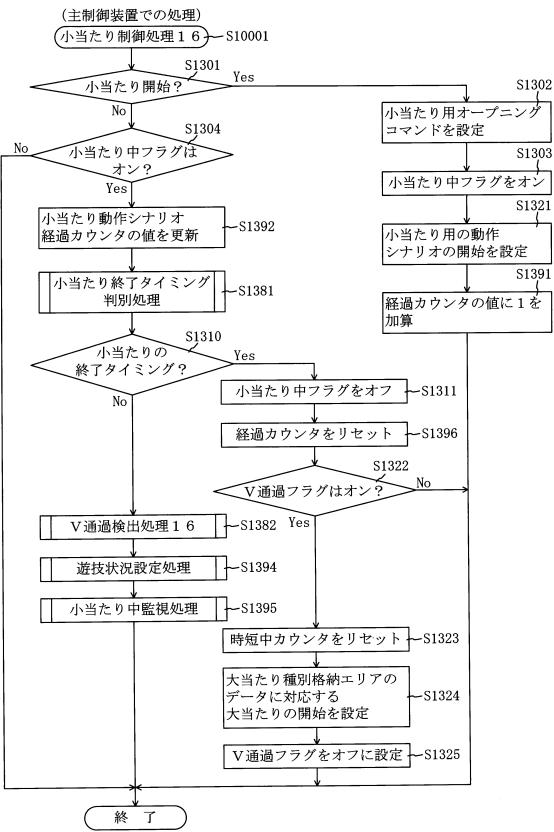 (主制御装置での処理)
小当たり制御処理16
S10001
S1301
小当たり開始?
Yes
No
S1302
小当たり用オープニング
コマンドを設定
S1303
小当たり中フラグをオン
S1321
小当たり用の動作
シナリオの開始を設定
S1391
経過カウンタの値に1を
加算
S1304
No
小当たり中フラグは
オン?
Yes
小当たり動作シナリオ
経過カウンタの値を更新
S1392
小当たり終了タイミング
判別処理
S1381
S1310
小当たりの
終了タイミング?
Yes
No
小当たり中フラグをオフ
S1311
経過カウンタをリセット
S1396
S1322
V通過フラグはオン?
No
Yes
V通過検出処理16
S1382
遊技状況設定処理
S1394
小当たり中監視処理
S1395
時短中カウンタをリセット
S1323
大当たり種別格納エリアの
データに対応する
大当たりの開始を設定
S1324
V通過フラグをオフに設定
S1325
終 了